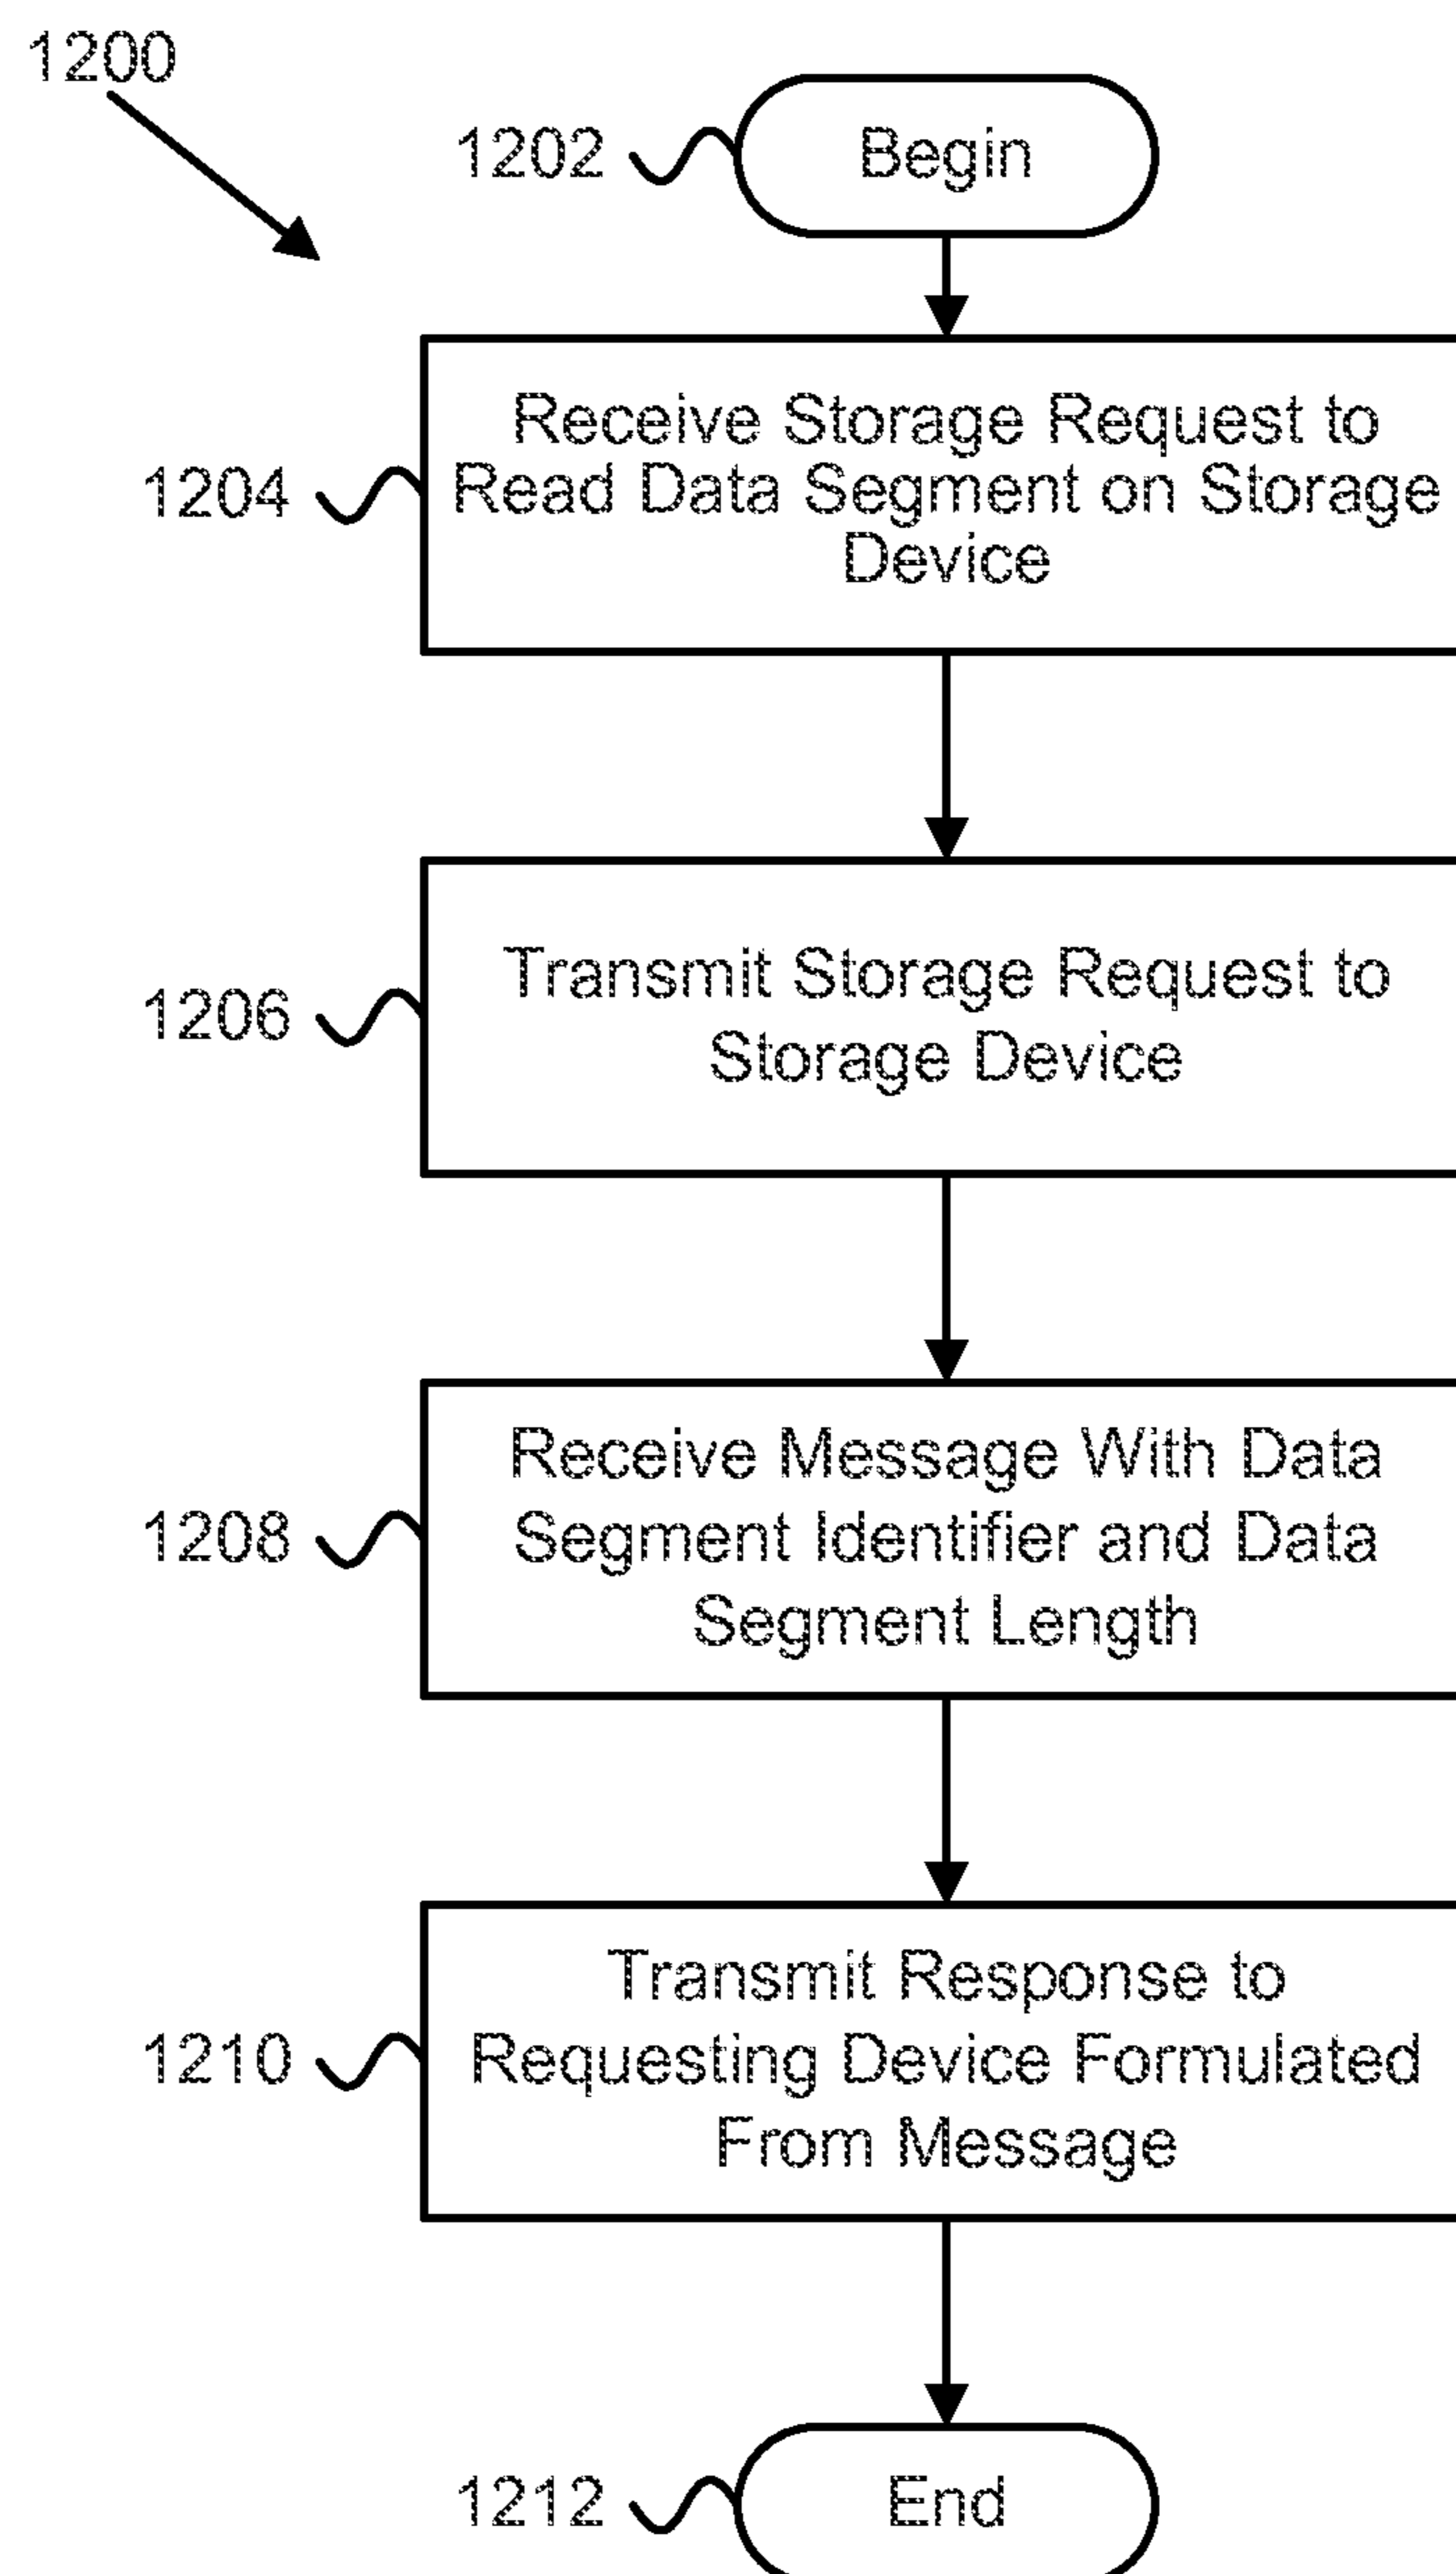 1200
1202
Begin
Receive Storage Request to
1204
Read Data Segment on Storage
Device
Transmit Storage Request to
1206
Storage Device
Receive Message With Data
1208
Segment Identifier and Data
Segment Length
Transmit Response to
1210
Requesting Device Formulated
From Message
1212
End